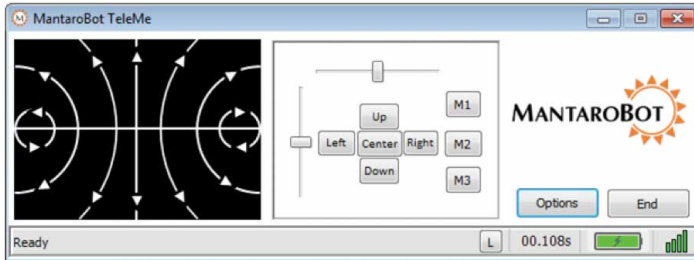 MantaroBot TeleMe
M1
Up
MANTAROBOT
Left Center Right M2
Down
M3
Options End
Ready L 00.108s